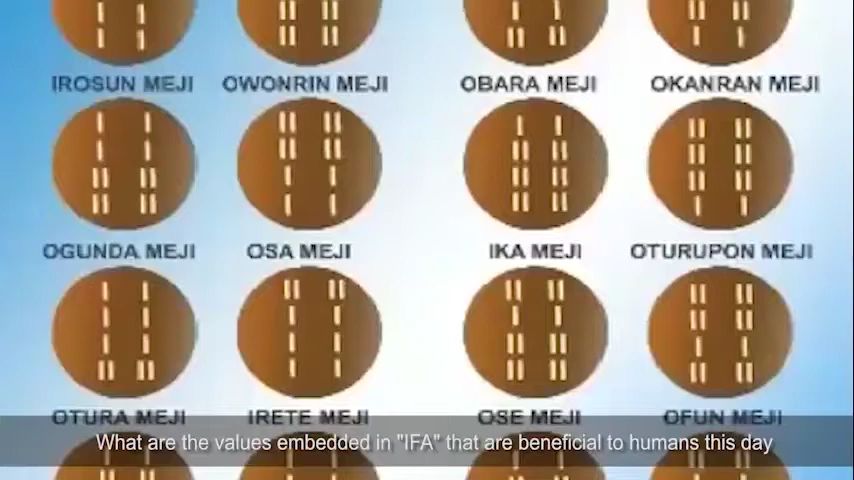 IROSUN MEJI OWONRIN MEJI OBARA MEJI OKANRAN MEJI
OGUNDA MEJI OSA MEJI IKA MEJI OTURUPON MEJI
OTURA MEJI IRETE MEJI OSE MEJI OFUN MEJI
What are the values embedded in "IFA" that are beneficial to humans this day